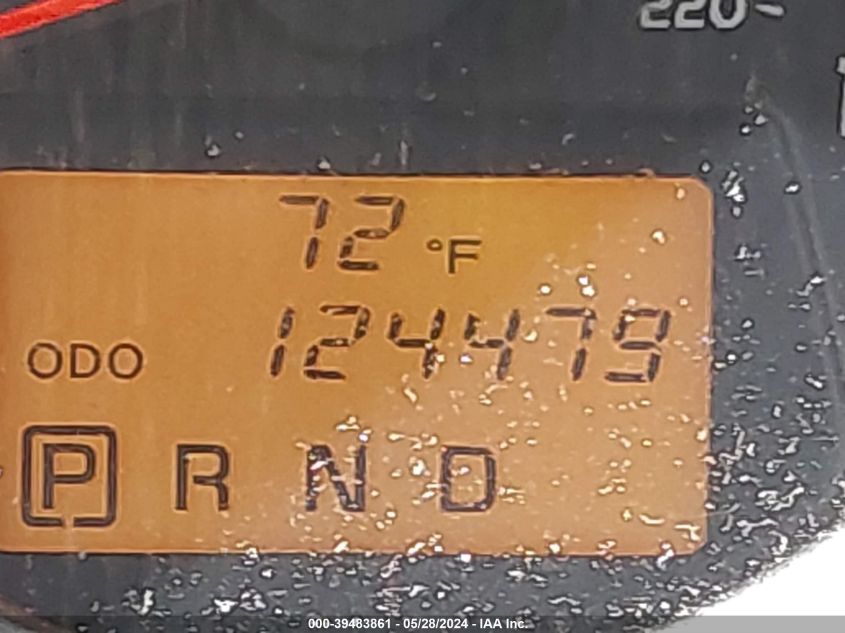 220
72 °F
ODO 124479
P R N D
000-39483861 - 05/28/2024 - IAA Inc.